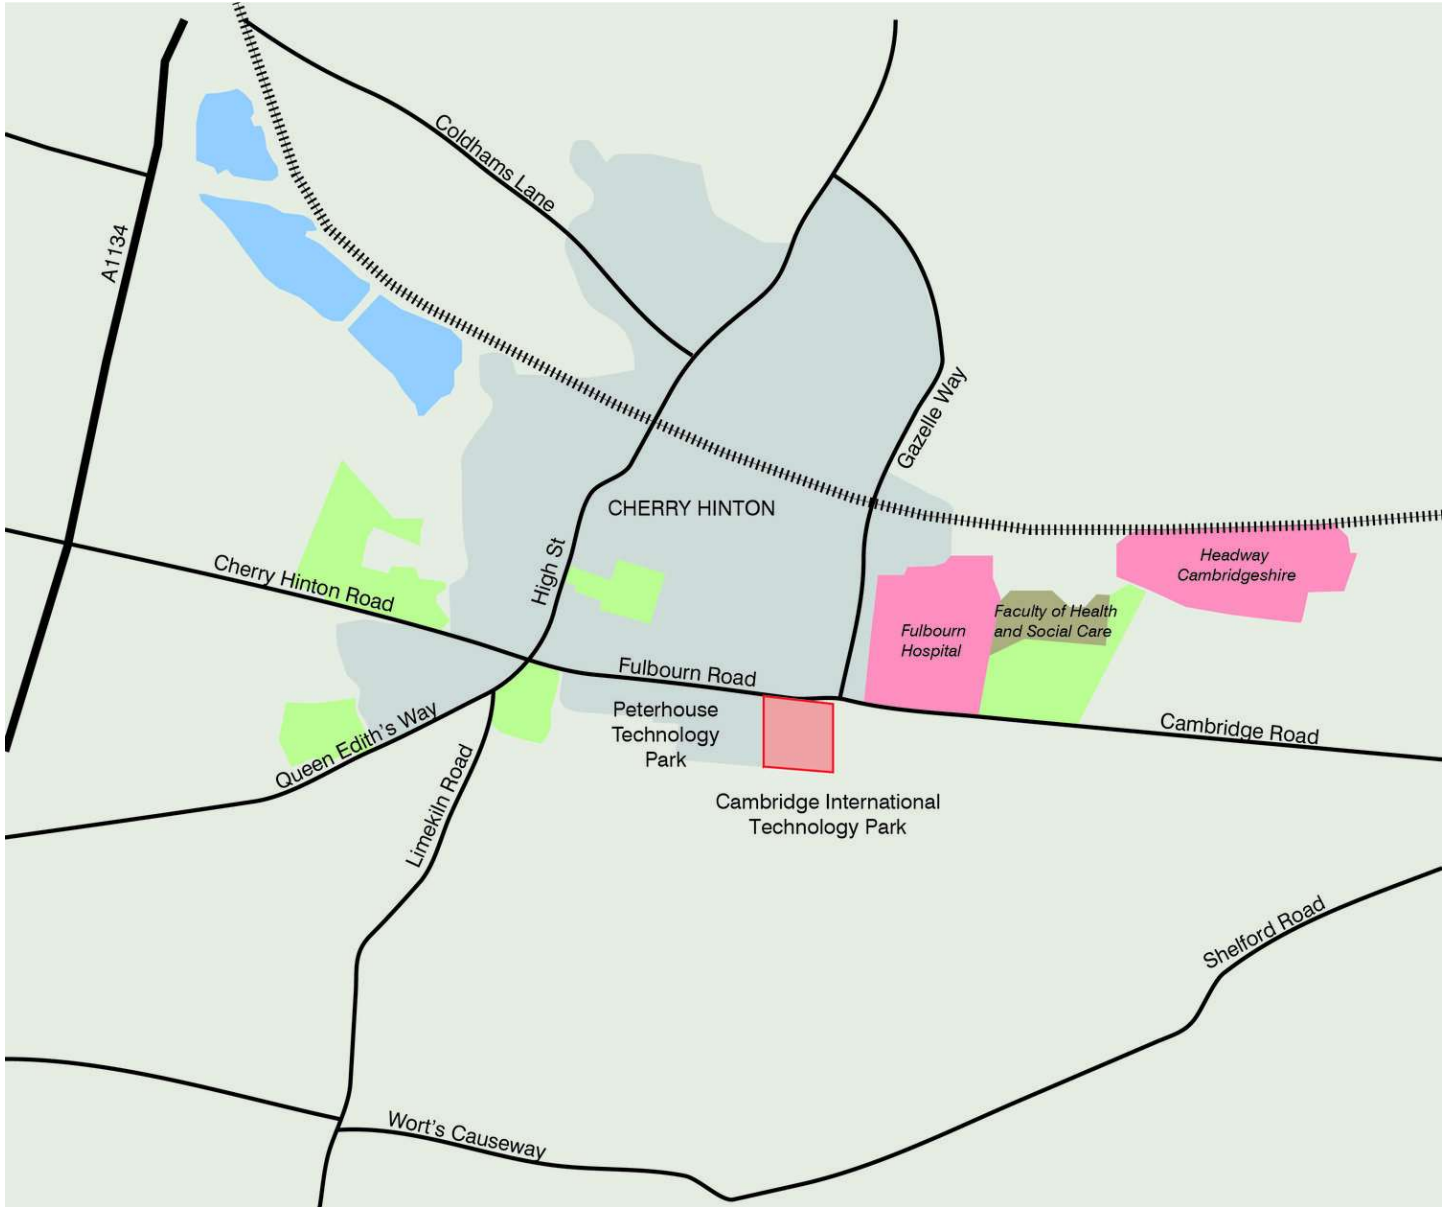 Coldhams Lane
A1134
Gazelle Way
CHERRY HINTON
High St
Cherry Hinton Road
Headway
Cambridgeshire
Faculty of Health
and Social Care
Fulbourn
Hospital
Fulbourn Road
Peterhouse
Technology
Park
Queen Edith's Way
Cambridge Road
Limekiln Road
Cambridge International
Technology Park
Shelford Road
Wort's Causeway